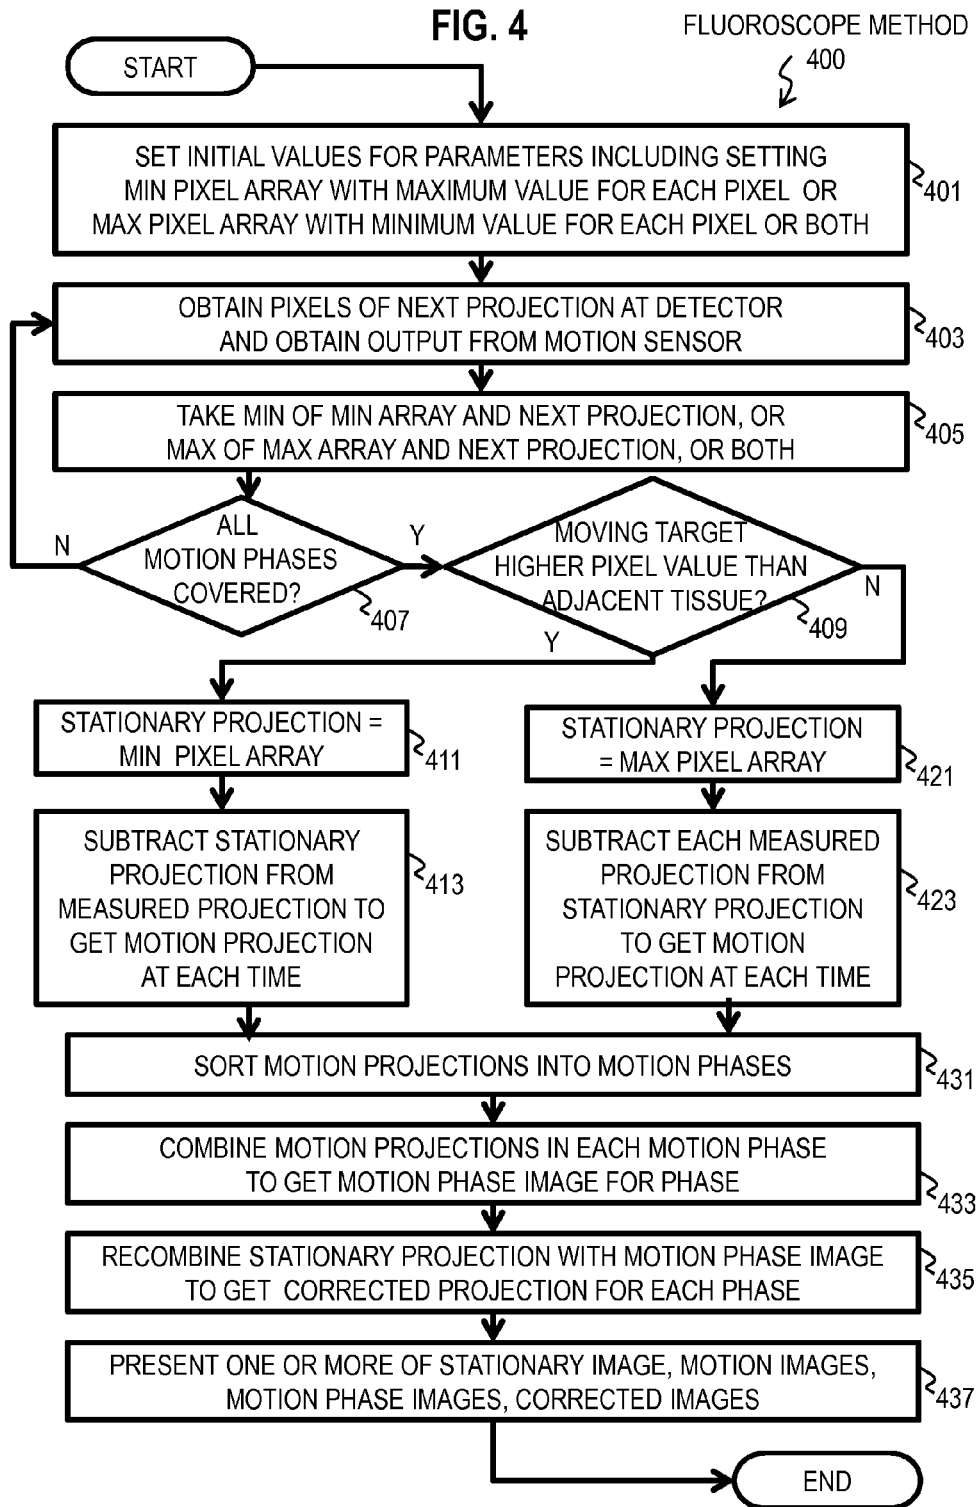 FIG. 4
FLUOROSCOPE METHOD
400
START
SET INITIAL VALUES FOR PARAMETERS INCLUDING SETTING
MIN PIXEL ARRAY WITH MAXIMUM VALUE FOR EACH PIXEL OR
MAX PIXEL ARRAY WITH MINIMUM VALUE FOR EACH PIXEL OR BOTH
401
OBTAIN PIXELS OF NEXT PROJECTION AT DETECTOR
AND OBTAIN OUTPUT FROM MOTION SENSOR
403
TAKE MIN OF MIN ARRAY AND NEXT PROJECTION, OR
MAX OF MAX ARRAY AND NEXT PROJECTION, OR BOTH
405
ALL
MOTION PHASES
COVERED?
N
Y
407
MOVING TARGET
HIGHER PIXEL VALUE THAN
ADJACENT TISSUE?
N
409
Y
STATIONARY PROJECTION =
MIN PIXEL ARRAY
411
STATIONARY PROJECTION
= MAX PIXEL ARRAY
421
SUBTRACT STATIONARY
PROJECTION FROM
MEASURED PROJECTION TO
GET MOTION PROJECTION
AT EACH TIME
413
SUBTRACT EACH MEASURED
PROJECTION FROM
STATIONARY PROJECTION
TO GET MOTION
PROJECTION AT EACH TIME
423
SORT MOTION PROJECTIONS INTO MOTION PHASES
431
COMBINE MOTION PROJECTIONS IN EACH MOTION PHASE
TO GET MOTION PHASE IMAGE FOR PHASE
433
RECOMBINE STATIONARY PROJECTION WITH MOTION PHASE IMAGE
TO GET CORRECTED PROJECTION FOR EACH PHASE
435
PRESENT ONE OR MORE OF STATIONARY IMAGE, MOTION IMAGES,
MOTION PHASE IMAGES, CORRECTED IMAGES
437
END